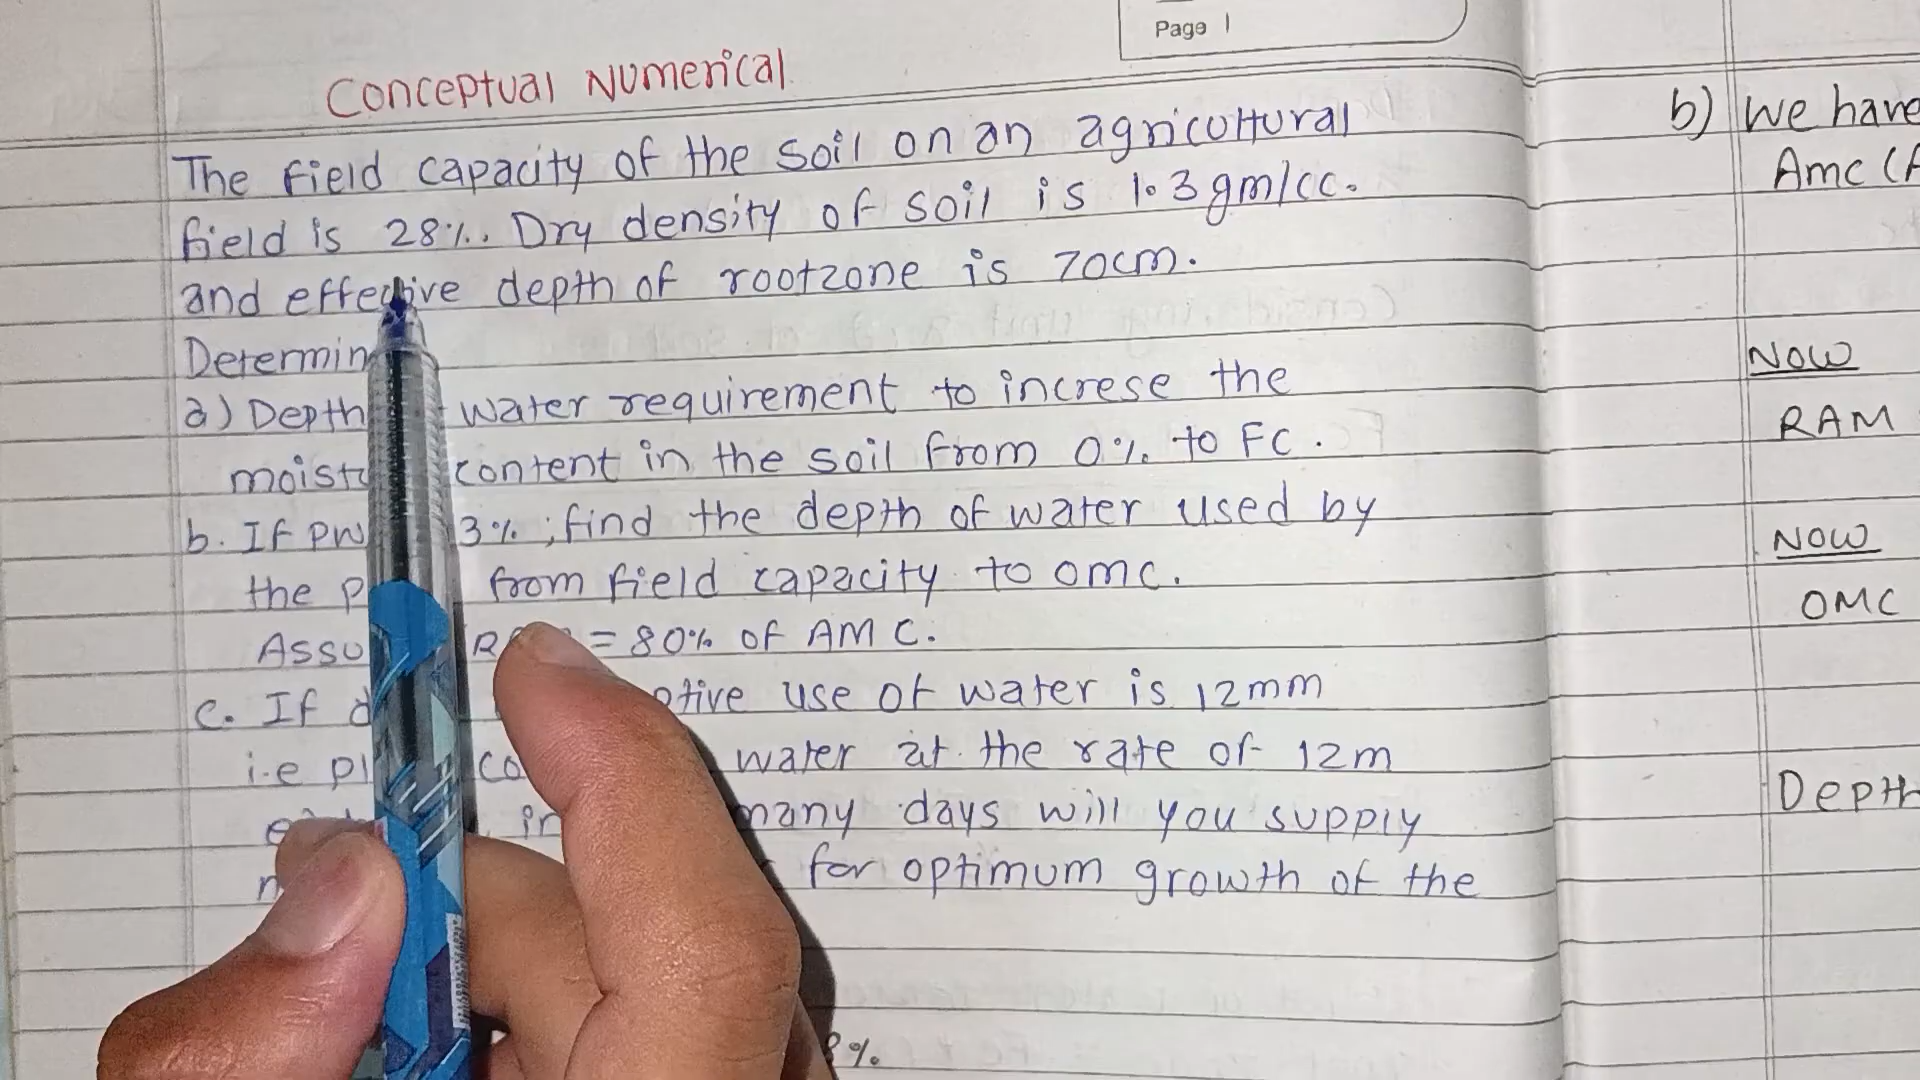 Page 1
Conceptual Numerical
The field capacity of the soil on an agricultural
field is 28%. Dry density of soil is 1.3 gm/cc.
and effective depth of rootzone is 70cm.
Determin
a) Depth water requirement to increse the
moist content in the soil from 0% to FC.
b. If PW 3%; find the depth of water used by
the p from field capacity to OMC.
Assu = 80% of AMC.
c. If d ptive use of water is 12mm
i.e pl co water at the rate of 12m
in many days will you supply
for optimum growth of the
%.
b) We have
AMC (
NOW
RAM
NOW
OMC
Depth